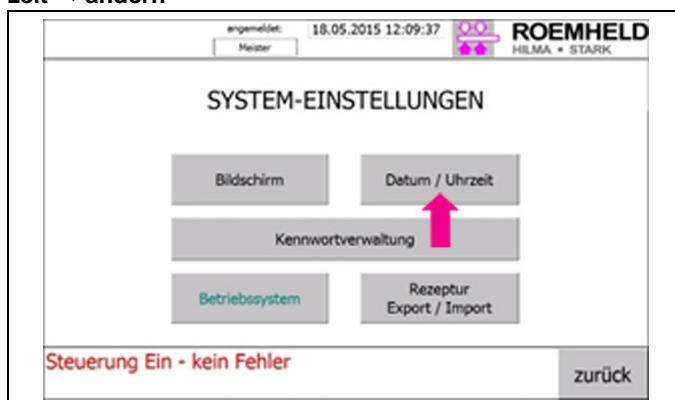 Zeit → ändern
angemeldet: 18.05.2015 12:09:37
Meister
ROEMHELD
HILMA ▪ STARK
SYSTEM-EINSTELLUNGEN
Bildschirm
Datum / Uhrzeit
Kennwortverwaltung
Betriebssystem
Rezeptur
Export / Import
Steuerung Ein - kein Fehler
zurück